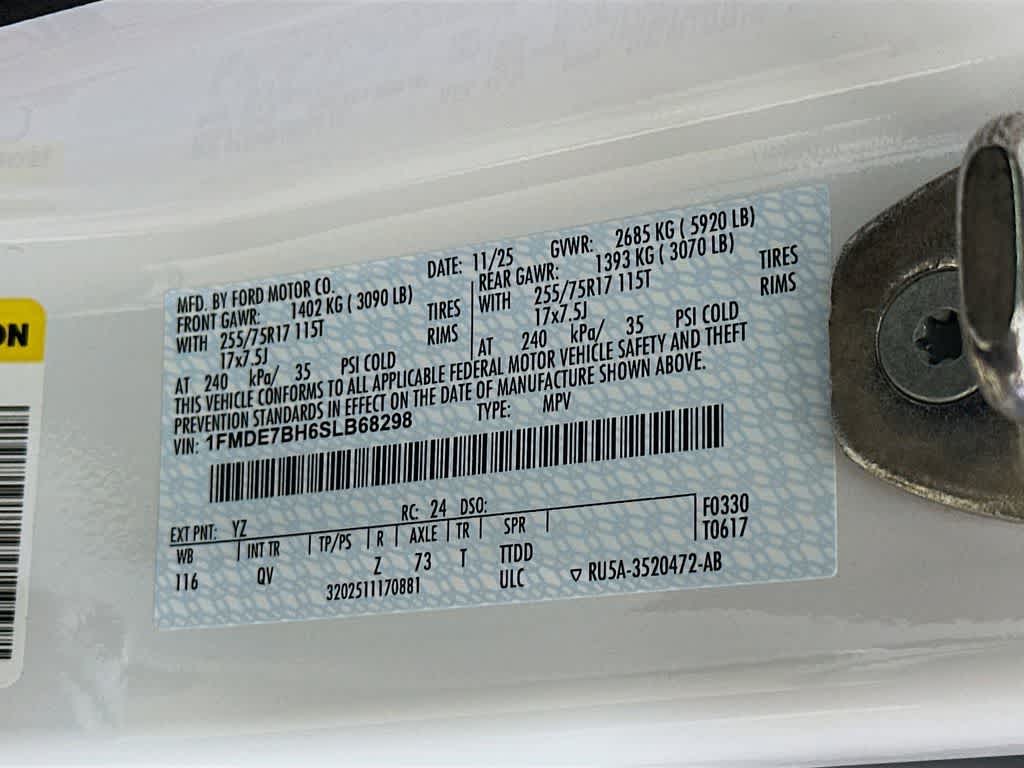 ON
MFD. BY FORD MOTOR CO.
DATE: 11/25
GVWR: 2685 KG ( 5920 LB)
FRONT GAWR: 1402 KG ( 3090 LB)
WITH 255/75R17 115T TIRES
17x7.5J RIMS
AT 240 kPa/ 35 PSI COLD
REAR GAWR: 1393 KG ( 3070 LB)
WITH 255/75R17 115T TIRES
17x7.5J RIMS
AT 240 kPa/ 35 PSI COLD
THIS VEHICLE CONFORMS TO ALL APPLICABLE FEDERAL MOTOR VEHICLE SAFETY AND THEFT
PREVENTION STANDARDS IN EFFECT ON THE DATE OF MANUFACTURE SHOWN ABOVE.
VIN: 1FMDE7BH6SLB68298 TYPE: MPV
EXT PNT: YZ RC: 24 DSO: F0330
WB INT TR TP/PS R AXLE TR SPR T0617
116 QV Z 73 T TTDD
3202511170881 ULC ▽ RU5A-3520472-AB